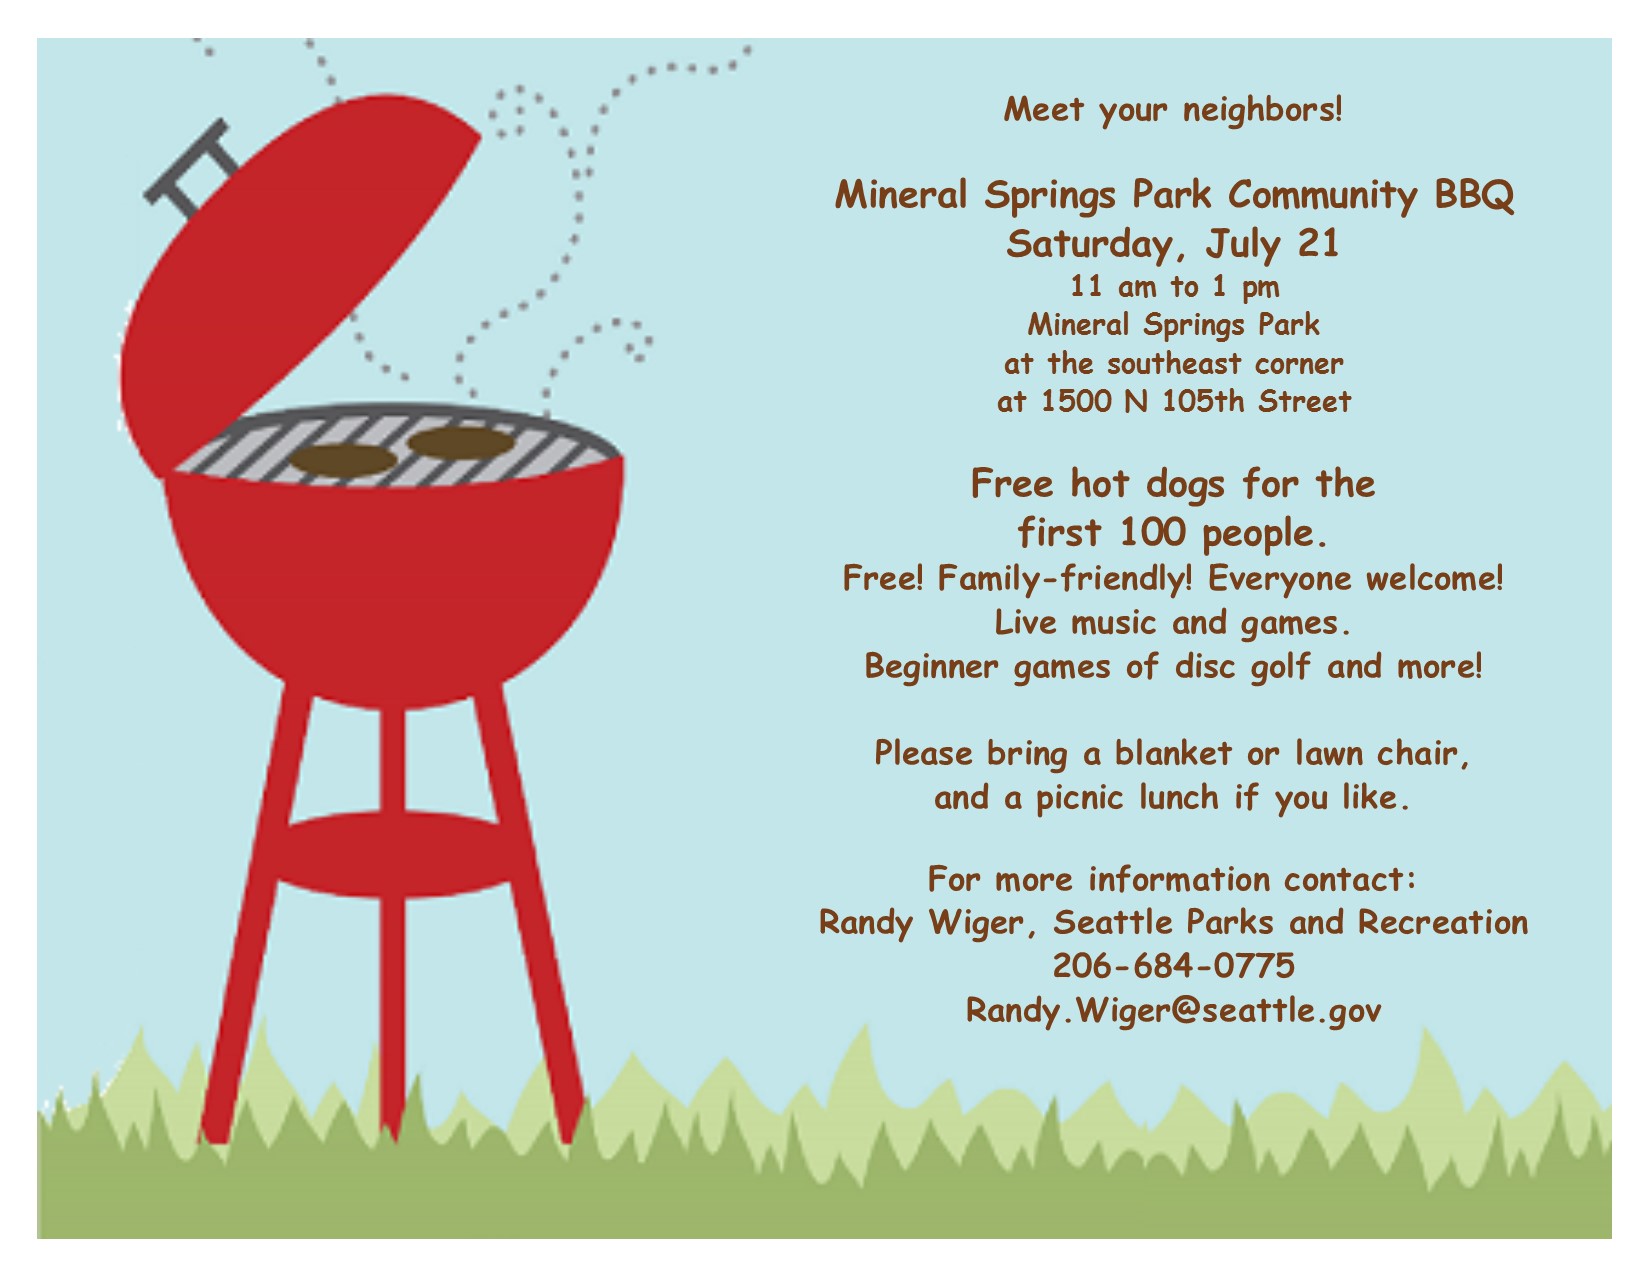 Meet your neighbors!
Mineral Springs Park Community BBQ
Saturday, July 21
11 am to 1 pm
Mineral Springs Park
at the southeast corner
at 1500 N 105th Street
Free hot dogs for the
first 100 people.
Free! Family-friendly! Everyone welcome!
Live music and games.
Beginner games of disc golf and more!
Please bring a blanket or lawn chair,
and a picnic lunch if you like.
For more information contact:
Randy Wiger, Seattle Parks and Recreation
206-684-0775
Randy.Wiger@seattle.gov